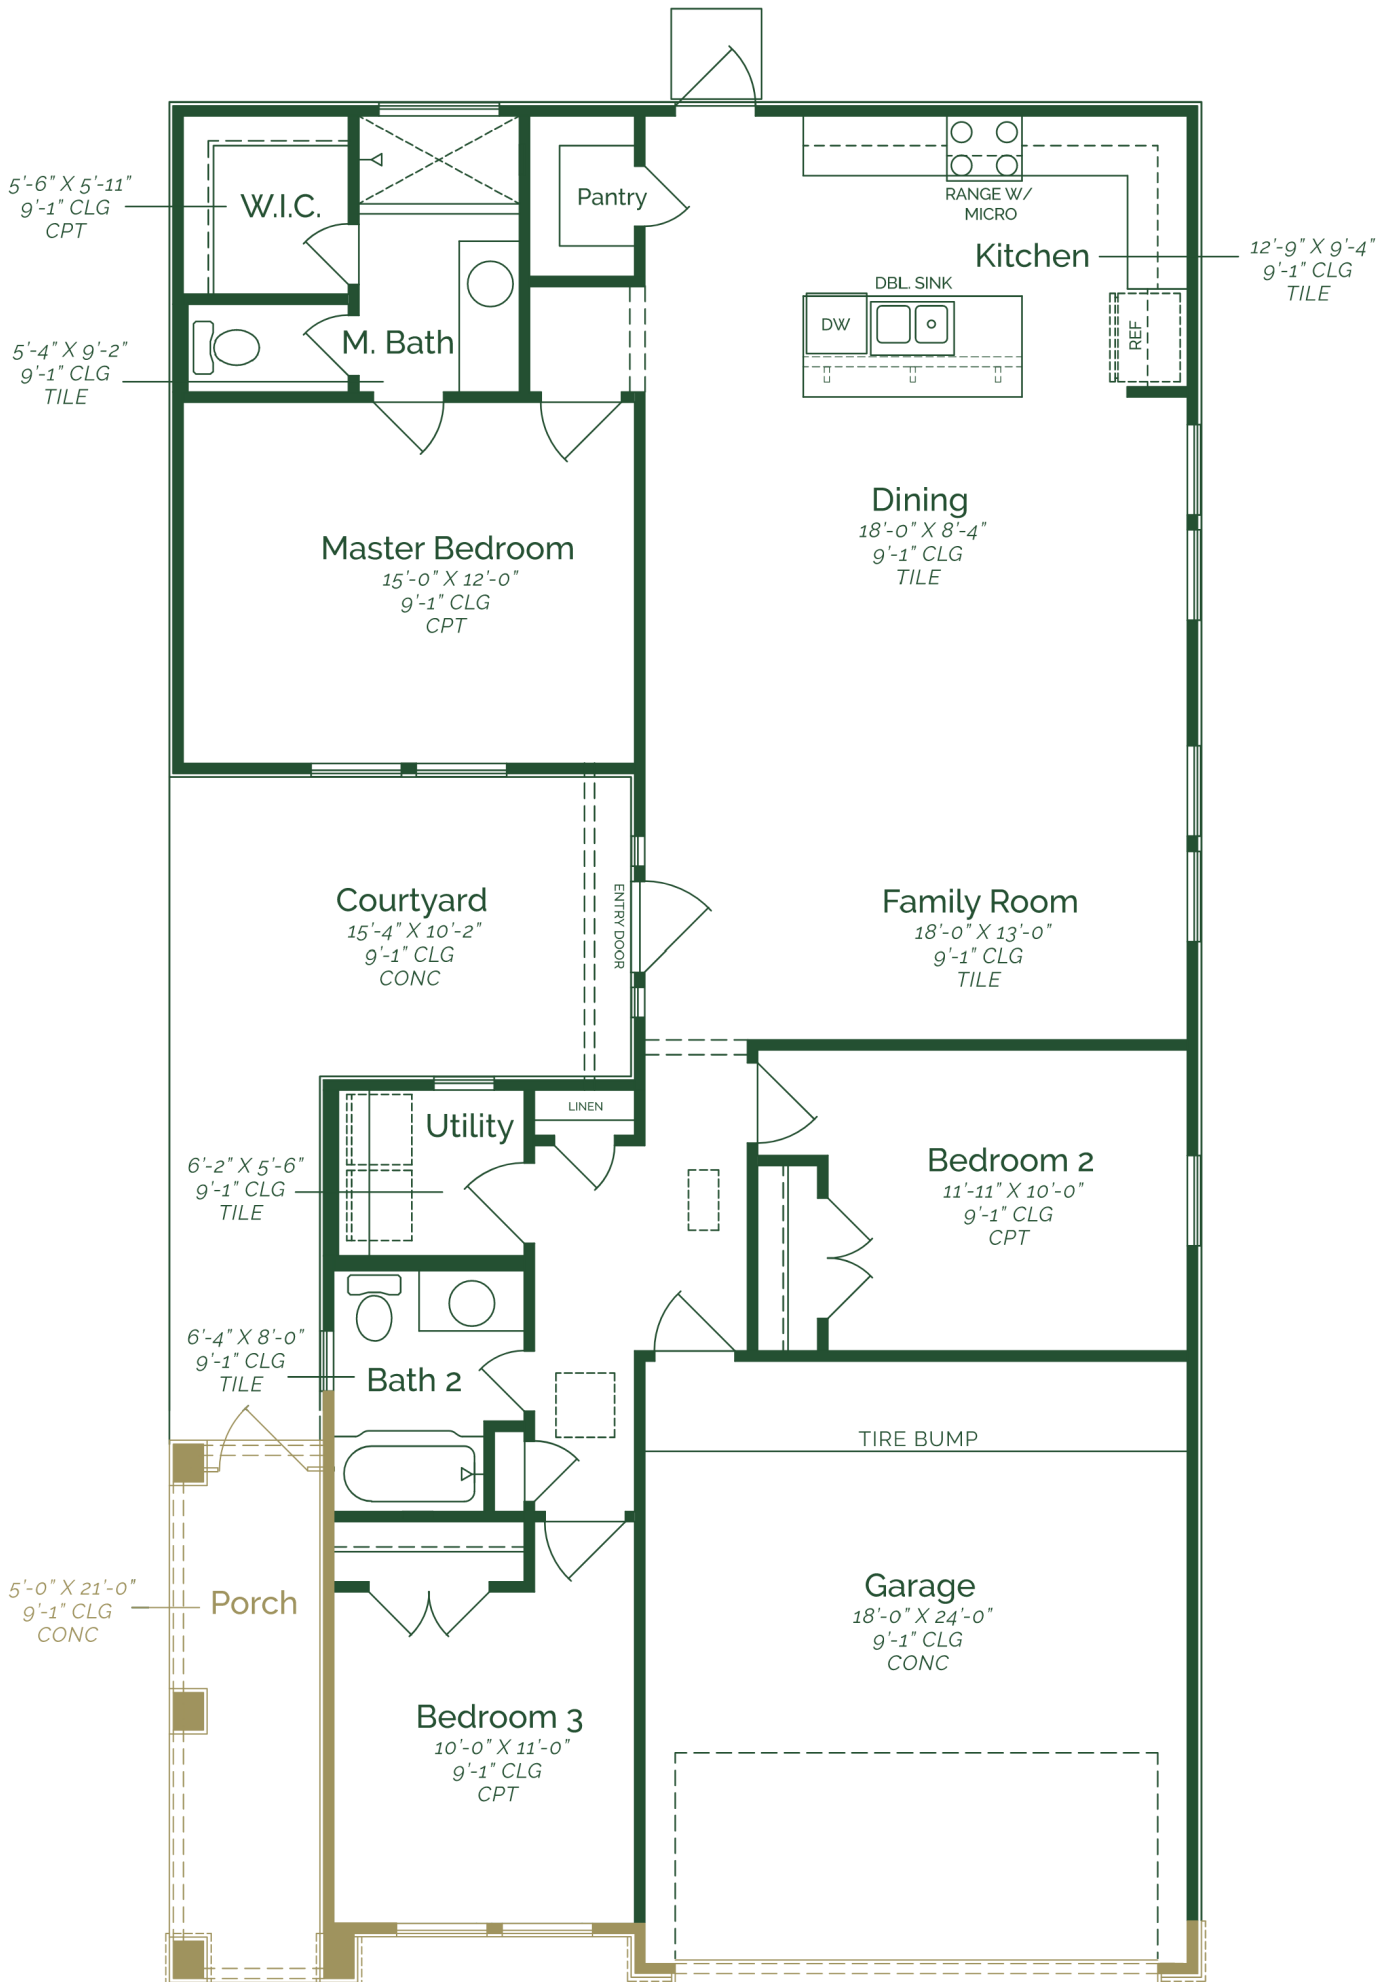 5'-6" X 5'-11"
9'-1" CLG
CPT
W.I.C.
Pantry
RANGE W/
MICRO
Kitchen
12'-9" X 9'-4"
9'-1" CLG
TILE
DBL. SINK
DW
REF
5'-4" X 9'-2"
9'-1" CLG
TILE
M. Bath
Dining
18'-0" X 8'-4"
9'-1" CLG
TILE
Master Bedroom
15'-0" X 12'-0"
9'-1" CLG
CPT
Courtyard
15'-4" X 10'-2"
9'-1" CLG
CONC
ENTRY DOOR
Family Room
18'-0" X 13'-0"
9'-1" CLG
TILE
LINEN
Utility
6'-2" X 5'-6"
9'-1" CLG
TILE
Bedroom 2
11'-11" X 10'-0"
9'-1" CLG
CPT
6'-4" X 8'-0"
9'-1" CLG
TILE
Bath 2
TIRE BUMP
Garage
18'-0" X 24'-0"
9'-1" CLG
CONC
5'-0" X 21'-0"
9'-1" CLG
CONC
Porch
Bedroom 3
10'-0" X 11'-0"
9'-1" CLG
CPT